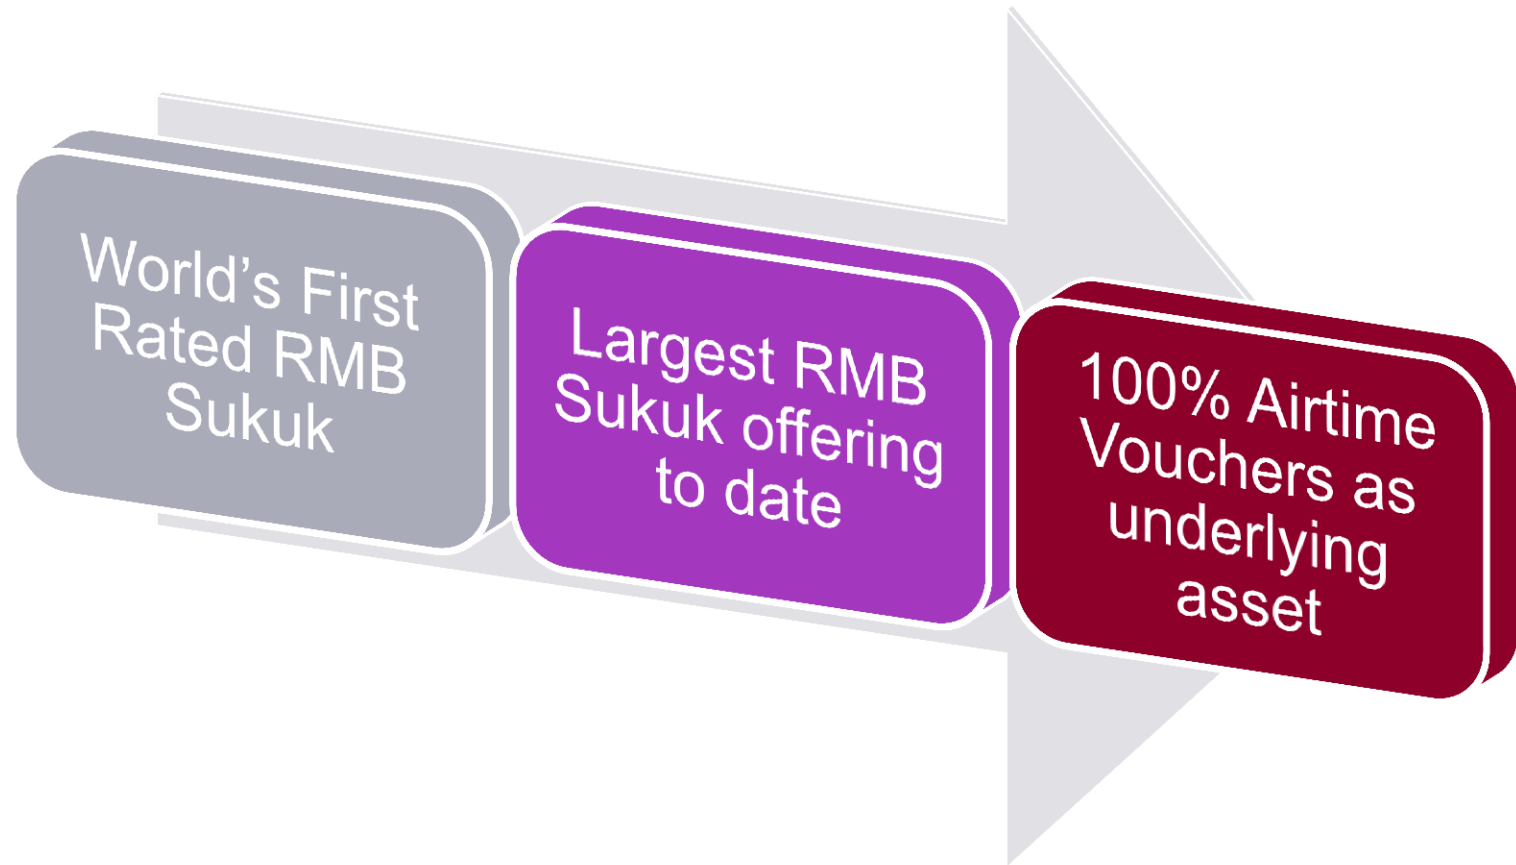 World’s First
Rated RMB
Sukuk
Largest RMB
Sukuk offering
to date
100% Airtime
Vouchers as
underlying
asset